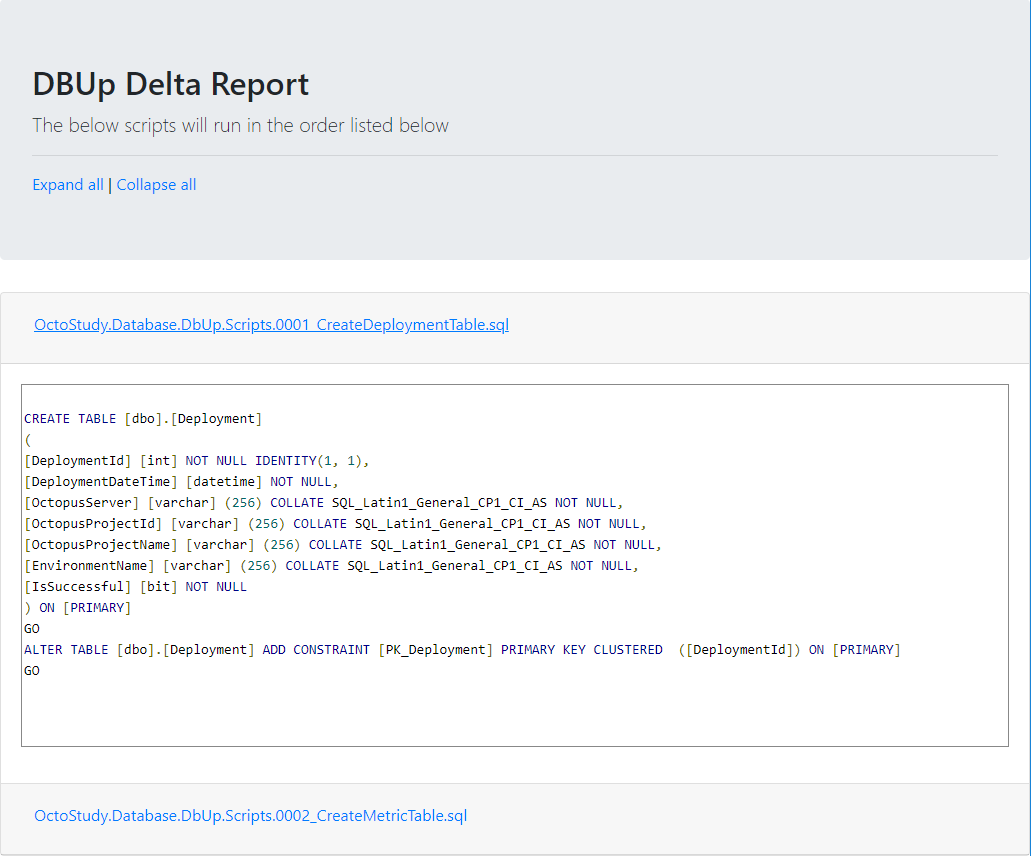 DBUp Delta Report
The below scripts will run in the order listed below
Expand all | Collapse all
OctoStudy.Database.DbUp.Scripts.0001_CreateDeploymentTable.sql
CREATE TABLE [dbo].[Deployment]
(
[DeploymentId] [int] NOT NULL IDENTITY(1, 1),
[DeploymentDateTime] [datetime] NOT NULL,
[OctopusServer] [varchar] (256) COLLATE SQL_Latin1_General_CP1_CI_AS NOT NULL,
[OctopusProjectId] [varchar] (256) COLLATE SQL_Latin1_General_CP1_CI_AS NOT NULL,
[OctopusProjectName] [varchar] (256) COLLATE SQL_Latin1_General_CP1_CI_AS NOT NULL,
[EnvironmentName] [varchar] (256) COLLATE SQL_Latin1_General_CP1_CI_AS NOT NULL,
[IsSuccessful] [bit] NOT NULL
) ON [PRIMARY]
GO
ALTER TABLE [dbo].[Deployment] ADD CONSTRAINT [PK_Deployment] PRIMARY KEY CLUSTERED  ([DeploymentId]) ON [PRIMARY]
GO
OctoStudy.Database.DbUp.Scripts.0002_CreateMetricTable.sql